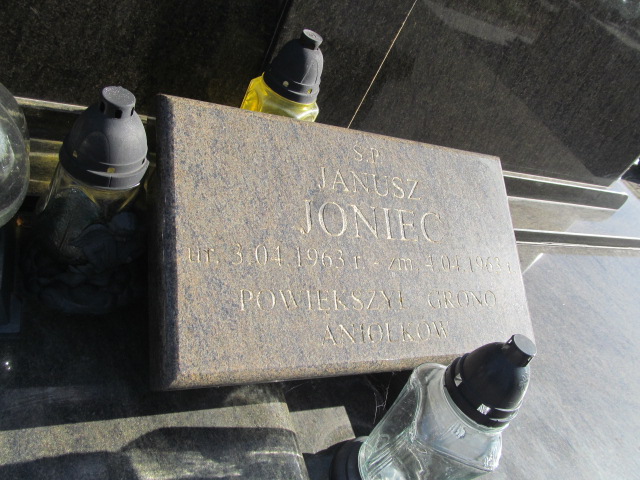 Ś.P.
JANUSZ
JONIEC
ur. 3.04.1963 r. - zm. 4.04.1963 r.
POWIĘKSZYŁ GRONO
ANIOŁKÓW